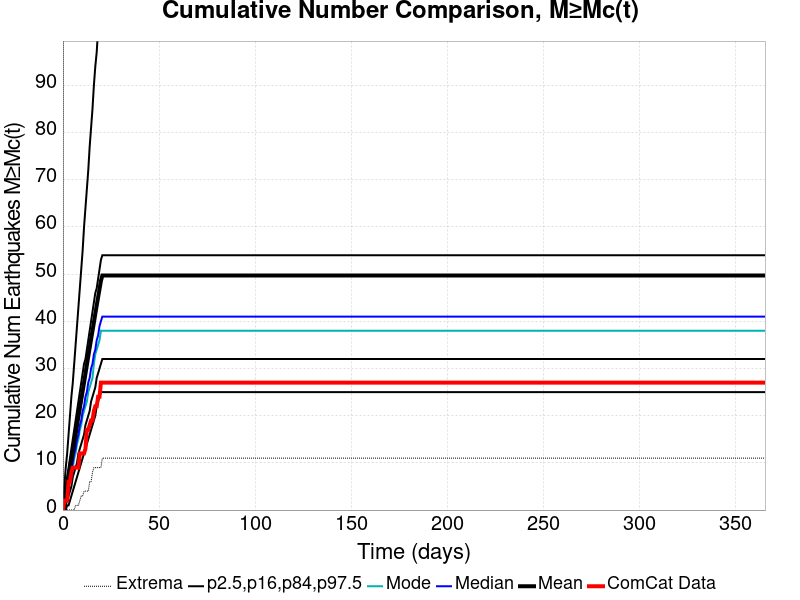 Cumulative Number Comparison, M≥Mc(t)
Cumulative Num Earthquakes M≥Mc(t)
90
80
70
60
50
40
30
20
10
0
0 50 100 150 200 250 300 350
Time (days)
Extrema p2.5,p16,p84,p97.5 Mode Median Mean ComCat Data